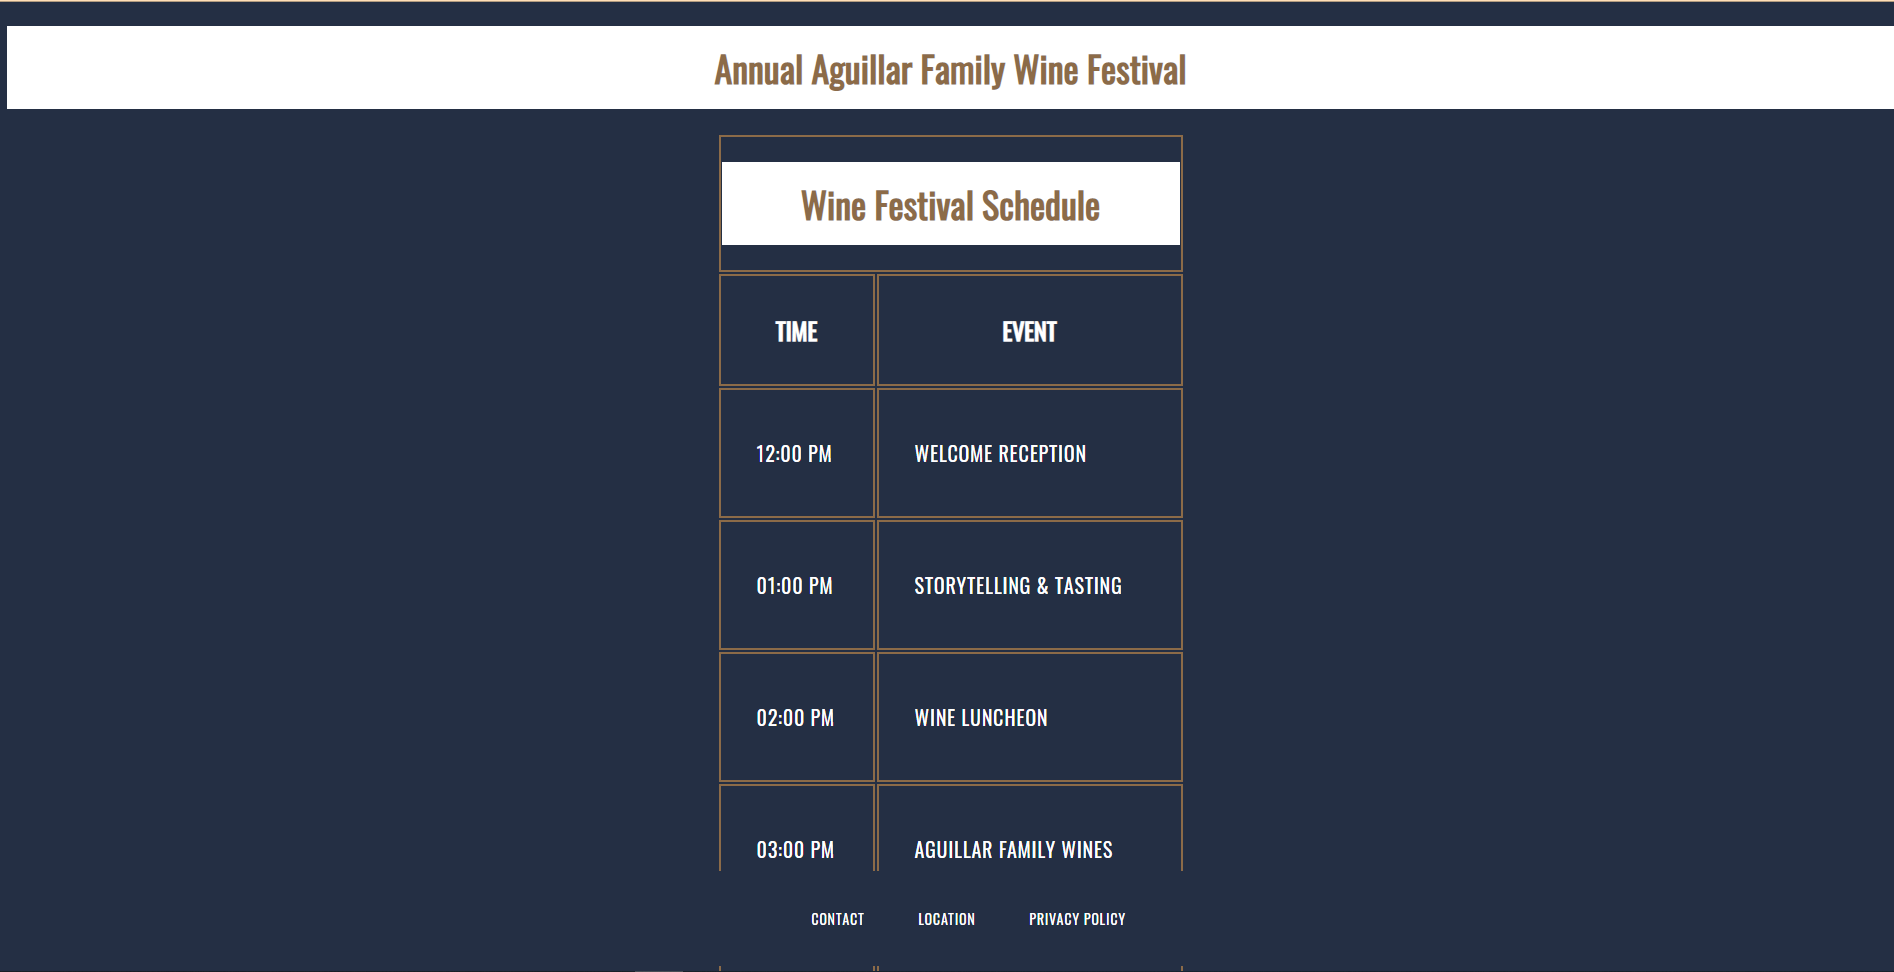 Annual Aguillar Family Wine Festival
Wine Festival Schedule
TIME EVENT
12:00 PM WELCOME RECEPTION
01:00 PM STORYTELLING & TASTING
02:00 PM WINE LUNCHEON
03:00 PM AGUILLAR FAMILY WINES
CONTACT LOCATION PRIVACY POLICY